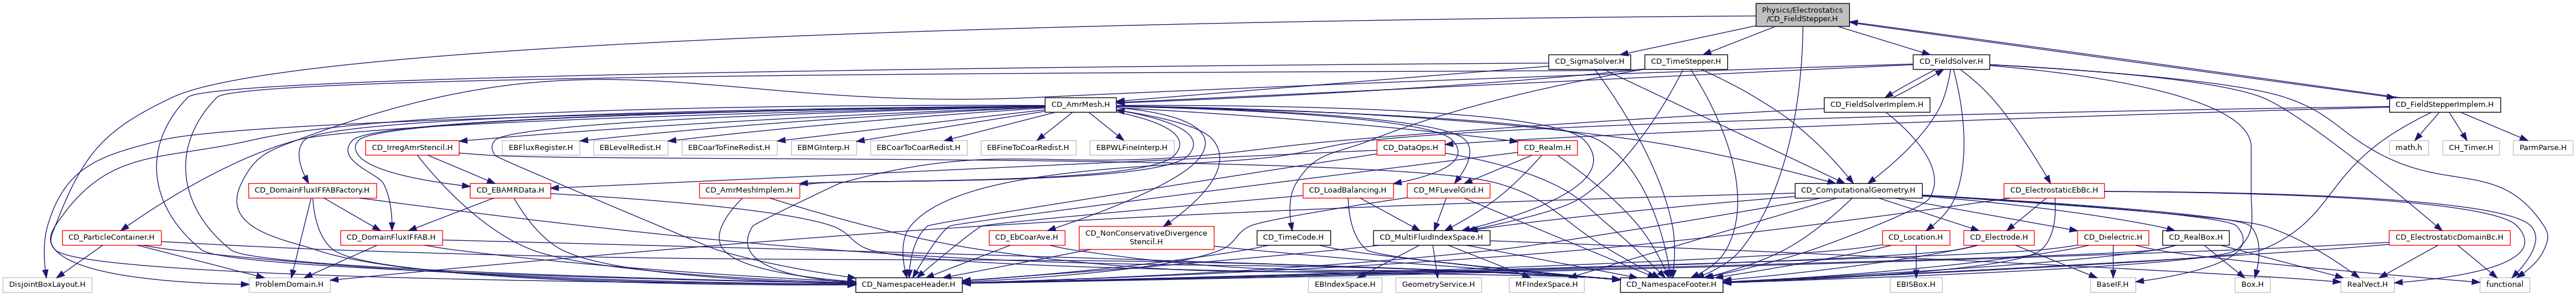 Physics/Electrostatics
/CD_FieldStepper.H
CD_SigmaSolver.H
CD_TimeStepper.H
CD_FieldSolver.H
CD_AmrMesh.H
CD_FieldSolverImplem.H
CD_FieldStepperImplem.H
CD_IrregAmrStencil.H
EBFluxRegister.H
EBLevelRedist.H
EBCoarToFineRedist.H
EBMGInterp.H
EBCoarToCoarRedist.H
EBFineToCoarRedist.H
EBPWLFineInterp.H
CD_DataOps.H
CD_Realm.H
math.h
CH_Timer.H
ParmParse.H
CD_DomainFluxIFFABFactory.H
CD_EBAMRData.H
CD_AmrMeshImplem.H
CD_LoadBalancing.H
CD_MFLevelGrid.H
CD_ComputationalGeometry.H
CD_ElectrostaticEbBc.H
CD_ParticleContainer.H
CD_DomainFluxIFFAB.H
CD_EbCoarAve.H
CD_NonConservativeDivergence
Stencil.H
CD_TimeCode.H
CD_MultiFluidIndexSpace.H
CD_Location.H
CD_Electrode.H
CD_Dielectric.H
CD_RealBox.H
CD_ElectrostaticDomainBc.H
DisjointBoxLayout.H
ProblemDomain.H
CD_NamespaceHeader.H
EBIndexSpace.H
GeometryService.H
MFIndexSpace.H
CD_NamespaceFooter.H
EBISBox.H
BaseIF.H
Box.H
RealVect.H
functional